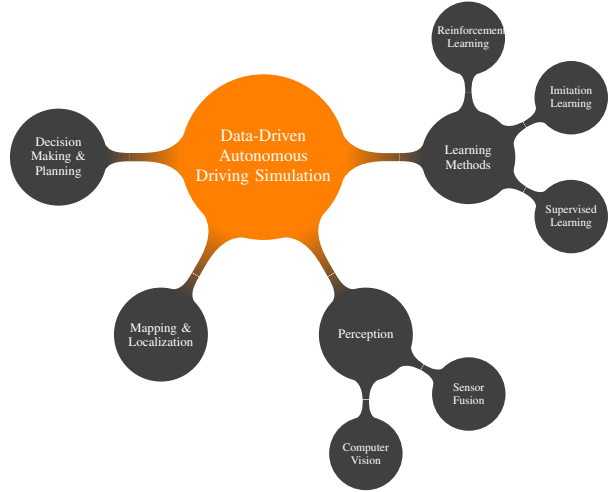 Reinforcement
Learning
Imitation
Learning
Data-Driven
Autonomous
Driving Simulation
Decision
Making &
Planning
Learning
Methods
Supervised
Learning
Mapping &
Localization
Perception
Sensor
Fusion
Computer
Vision